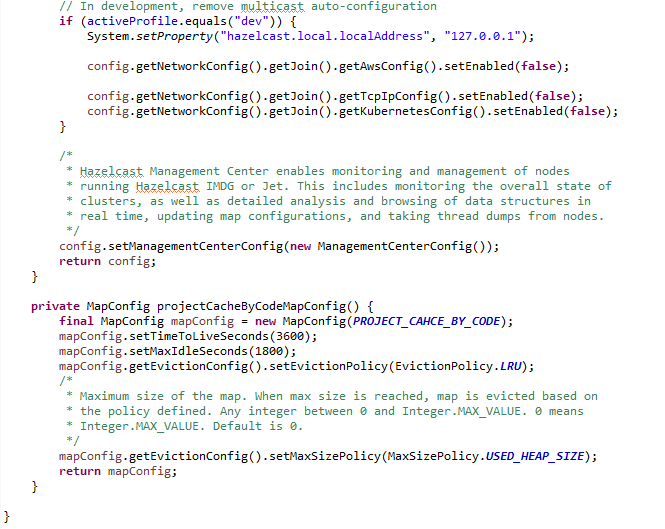 // In development, remove multicast auto-configuration
if (activeProfile.equals("dev")) {
System.setProperty("hazelcast.local.localAddress", "127.0.0.1");
config.getNetworkConfig().getJoin().getAwsConfig().setEnabled(false);
config.getNetworkConfig().getJoin().getTcpIpConfig().setEnabled(false);
config.getNetworkConfig().getJoin().getKubernetesConfig().setEnabled(false);
}
/*
* Hazelcast Management Center enables monitoring and management of nodes
* running Hazelcast IMDG or Jet. This includes monitoring the overall state of
* clusters, as well as detailed analysis and browsing of data structures in
* real time, updating map configurations, and taking thread dumps from nodes.
*/
config.setManagementCenterConfig(new ManagementCenterConfig());
return config;
}
private MapConfig projectCacheByCodeMapConfig() {
final MapConfig mapConfig = new MapConfig(PROJECT_CAHCE_BY_CODE);
mapConfig.setTimeToLiveSeconds(3600);
mapConfig.setMaxIdleSeconds(1800);
mapConfig.getEvictionConfig().setEvictionPolicy(EvictionPolicy.LRU);
/*
* Maximum size of the map. When max size is reached, map is evicted based on
* the policy defined. Any integer between 0 and Integer.MAX_VALUE. 0 means
* Integer.MAX_VALUE. Default is 0.
*/
mapConfig.getEvictionConfig().setMaxSizePolicy(MaxSizePolicy.USED_HEAP_SIZE);
return mapConfig;
}
}